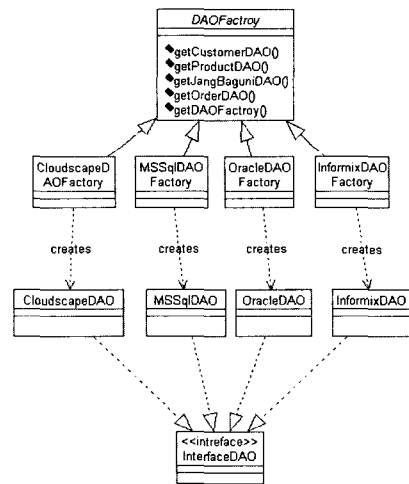 DAOFactroy
getCustomerDAO()
getProductDAO()
getJangBaguniDAO()
getOrderDAO()
getDAOFactroy()
CloudscapeD
AOFactory
MSSqlDAO
Factory
OracleDAO
Factory
InformixDAO
Factory
creates
creates
creates
creates
CloudscapeDAO
MSSqlDAO
OracleDAO
InformixDAO
<<intreface>>
InterfaceDAO